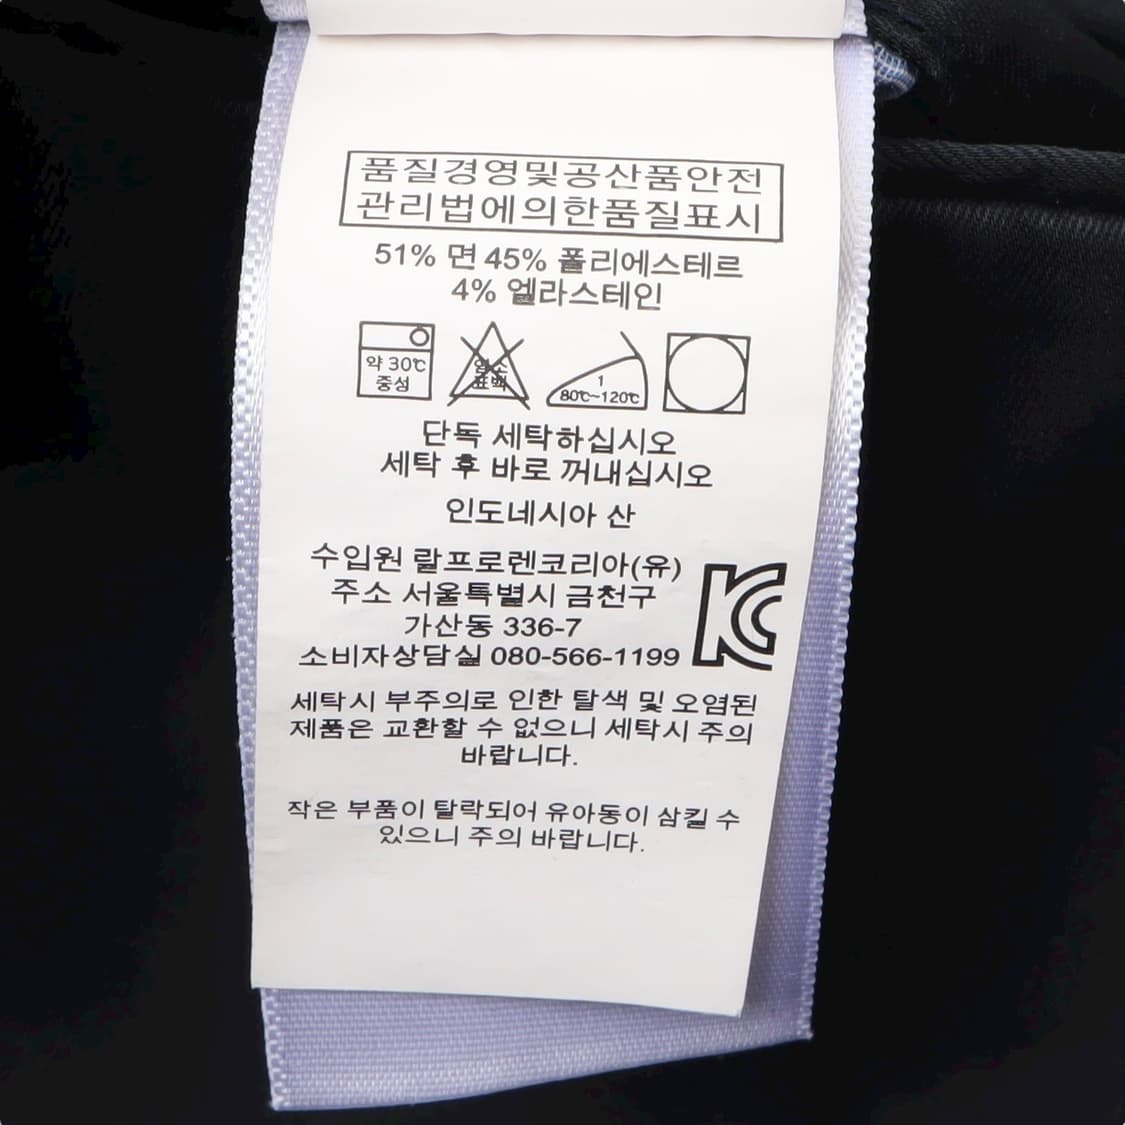 품질경영및공산품안전
관리법에의한품질표시
51% 면 45% 폴리에스테르
4% 엘라스테인
약 30℃
중성
염소
표백
1
80℃~120℃
단독 세탁하십시오
세탁 후 바로 꺼내십시오
인도네시아 산
수입원 랄프로렌코리아(유)
주소 서울특별시 금천구
가산동 336-7
소비자상담실 080-566-1199
KC
세탁시 부주의로 인한 탈색 및 오염된
제품은 교환할 수 없으니 세탁시 주의
바랍니다.
작은 부품이 탈락되어 유아동이 삼킬 수
있으니 주의 바랍니다.